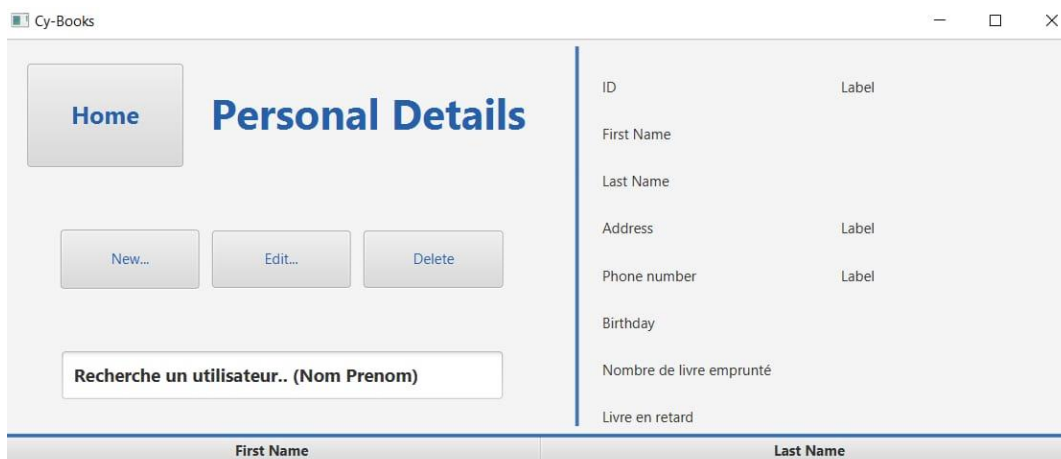 Cy-Books
Home
Personal Details
New...
Edit...
Delete
Recherche un utilisateur.. (Nom Prenom)
ID Label
First Name
Last Name
Address Label
Phone number Label
Birthday
Nombre de livre emprunté
Livre en retard
First Name Last Name